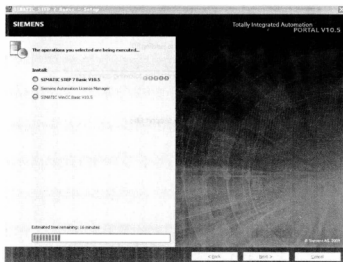 SIMATIC STEP 7 Basic - Setup
SIEMENS
Totally Integrated Automation
PORTAL V10.5
The operations you selected are being executed...
Install:
SIMATIC STEP 7 Basic V10.5
Siemens Automation License Manager
SIMATIC WinCC Basic V10.5
Estimated time remaining: 18 minutes
© Siemens AG 2009
< Back
Next >
Cancel